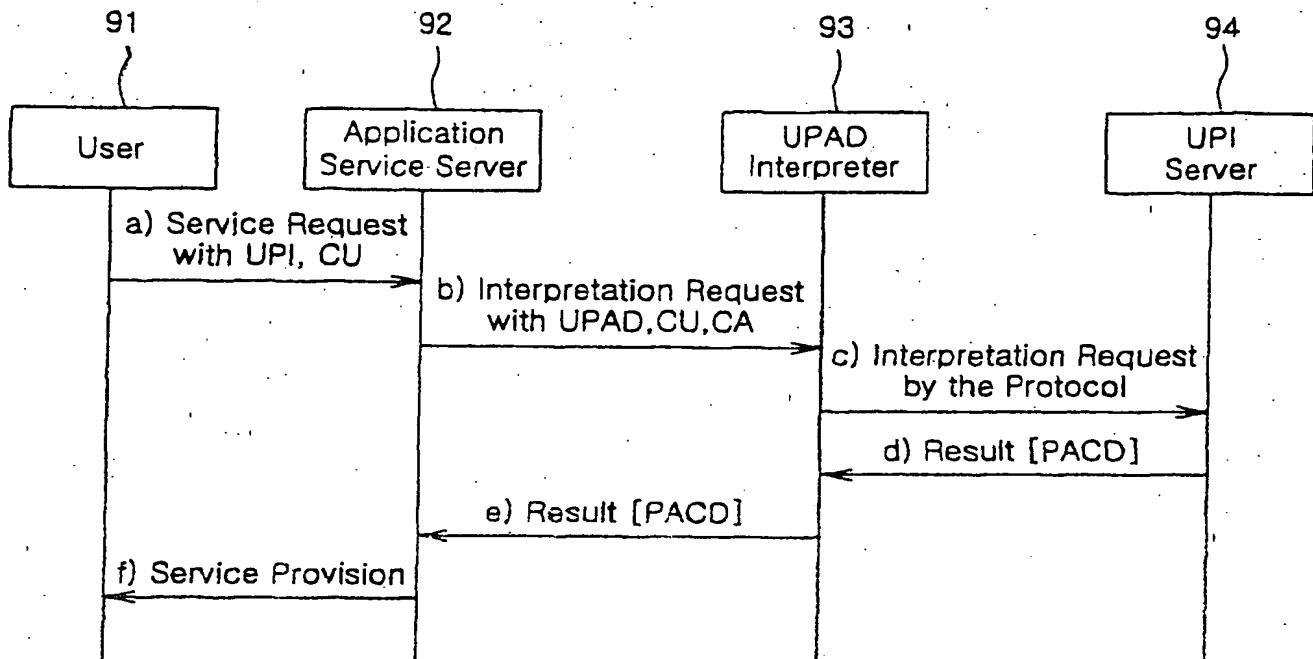 91
92
93
94
User
Application
Service Server
UPAD
Interpreter
UPI
Server
a) Service Request
with UPI, CU
b) Interpretation Request
with UPAD,CU,CA
c) Interpretation Request
by the Protocol
d) Result [PACD]
e) Result [PACD]
f) Service Provision